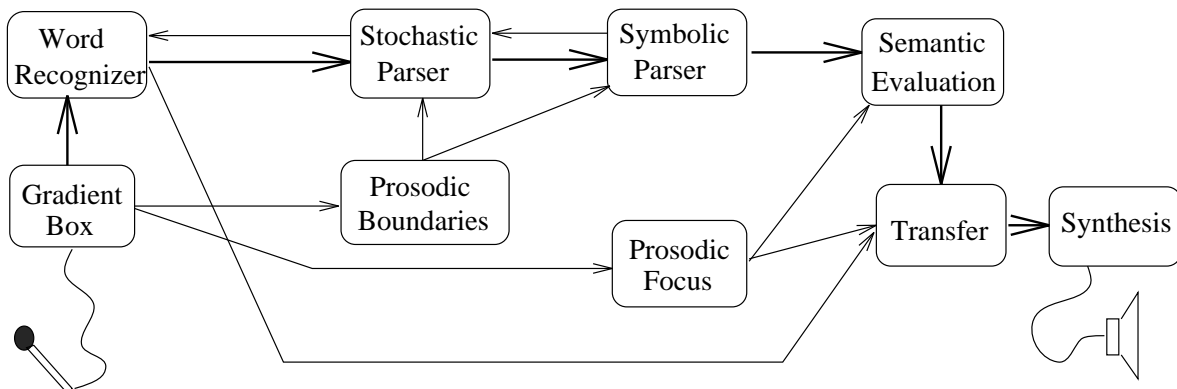 Word
Recognizer
Stochastic
Parser
Symbolic
Parser
Semantic
Evaluation
Gradient
Box
Prosodic
Boundaries
Prosodic
Focus
Transfer
Synthesis